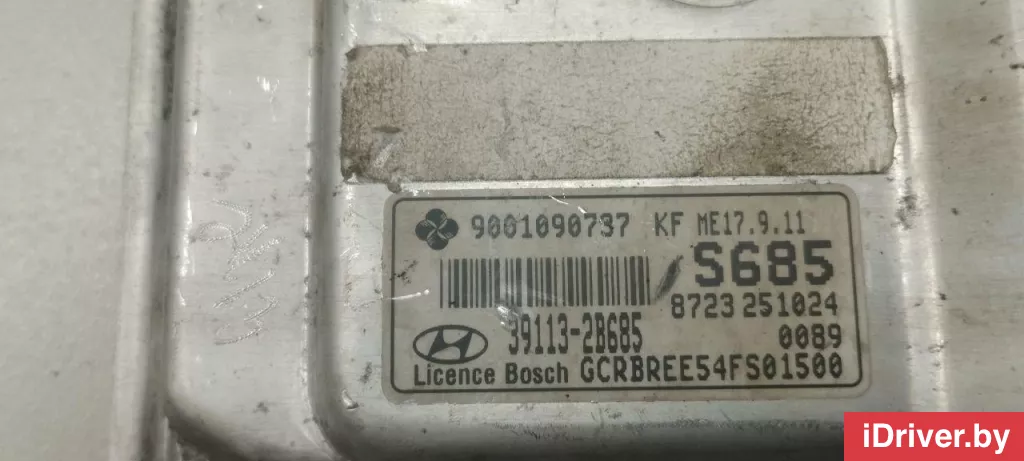 9001090737 KF ME17.9.11
S685
8723 251024
39113-2B685 0089
Licence Bosch GCRBREE54FS01500
iDriver.by